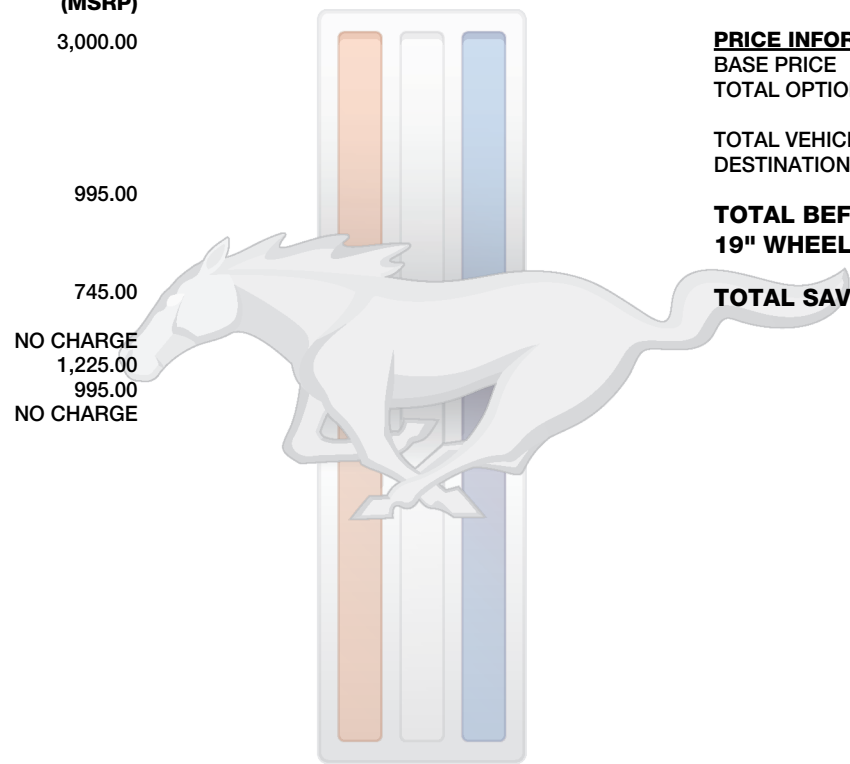 (MSRP)
3,000.00
995.00
745.00
NO CHARGE
1,225.00
995.00
NO CHARGE
PRICE INFOR
BASE PRICE
TOTAL OPTIO
TOTAL VEHICL
DESTINATION
TOTAL BEF
19" WHEEL
TOTAL SAV